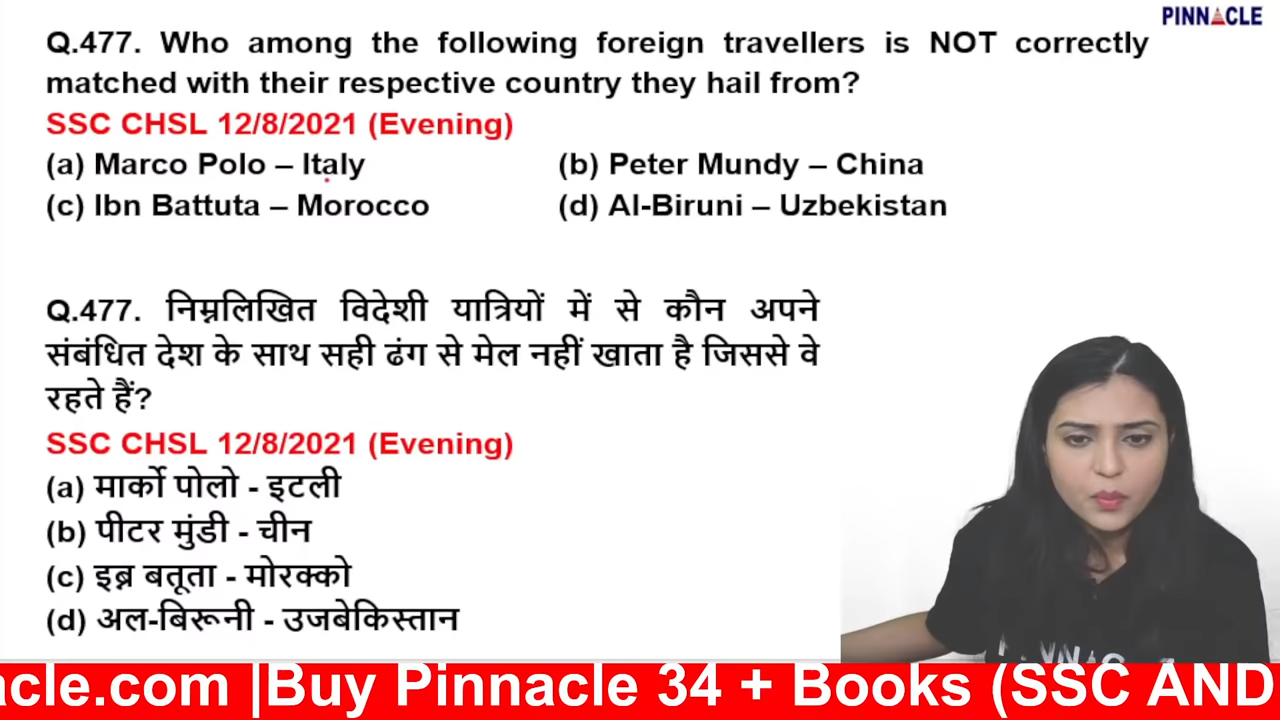 PINNACLE
Q.477. Who among the following foreign travellers is NOT correctly
matched with their respective country they hail from?
SSC CHSL 12/8/2021 (Evening)
(a) Marco Polo – Italy (b) Peter Mundy – China
(c) Ibn Battuta – Morocco (d) Al-Biruni – Uzbekistan
Q.477. निम्नलिखित विदेशी यात्रियों में से कौन अपने
संबंधित देश के साथ सही ढंग से मेल नहीं खाता है जिससे वे
रहते हैं?
SSC CHSL 12/8/2021 (Evening)
(a) मार्को पोलो - इटली
(b) पीटर मुंडी - चीन
(c) इब्न बतूता - मोरक्को
(d) अल-बिरूनी - उजबेकिस्तान
acle.com |Buy Pinnacle 34 + Books (SSC AND